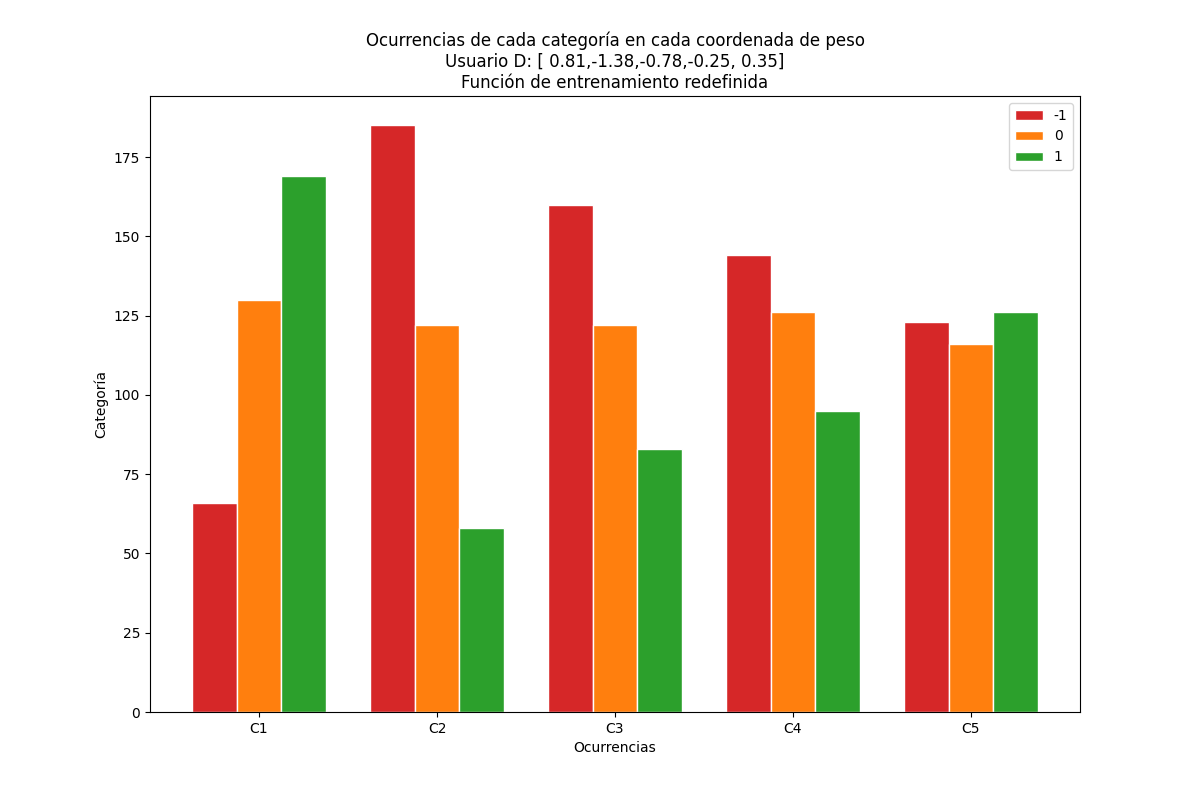 Ocurrencias de cada categoría en cada coordenada de peso
Usuario D: [ 0.81,-1.38,-0.78,-0.25, 0.35]
Función de entrenamiento redefinida
-1
0
1
175
150
125
100
75
50
25
0
Categoría
C1 C2 C3 C4 C5
Ocurrencias